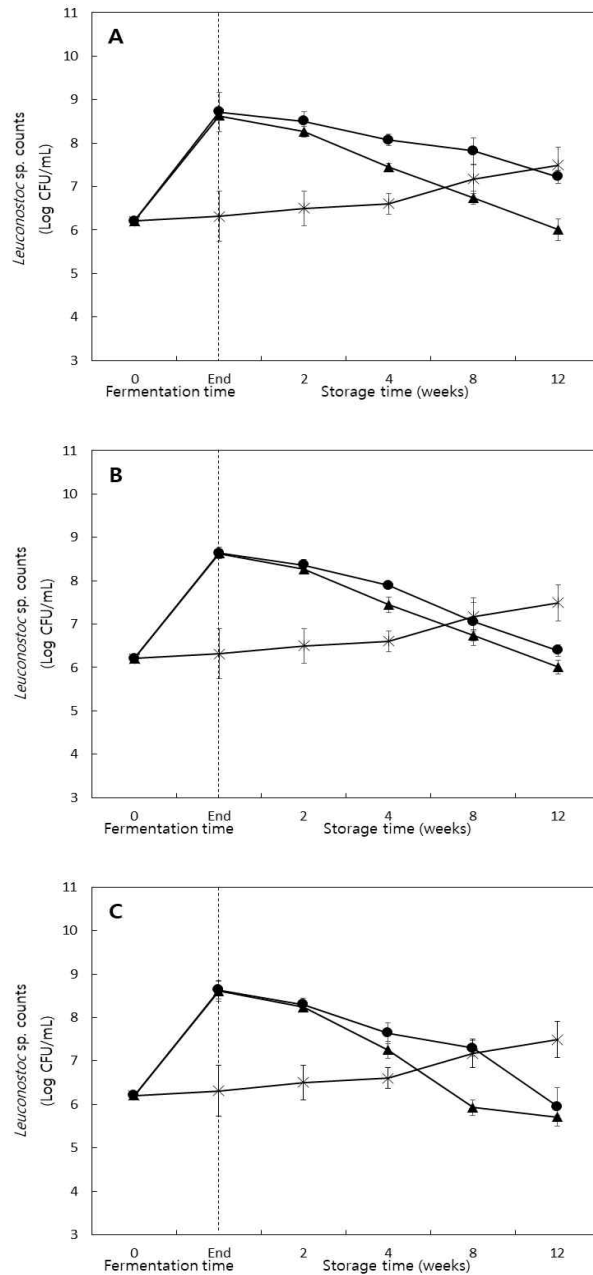 A
11
10
9
8
7
6
5
4
3
Leuconostoc sp. counts
(Log CFU/mL)
0 End 2 4 8 12
Fermentation time Storage time (weeks)
B
11
10
9
8
7
6
5
4
3
Leuconostoc sp. counts
(Log CFU/mL)
0 End 2 4 8 12
Fermentation time Storage time (weeks)
C
11
10
9
8
7
6
5
4
3
Leuconostoc sp. counts
(Log CFU/mL)
0 End 2 4 8 12
Fermentation time Storage time (weeks)